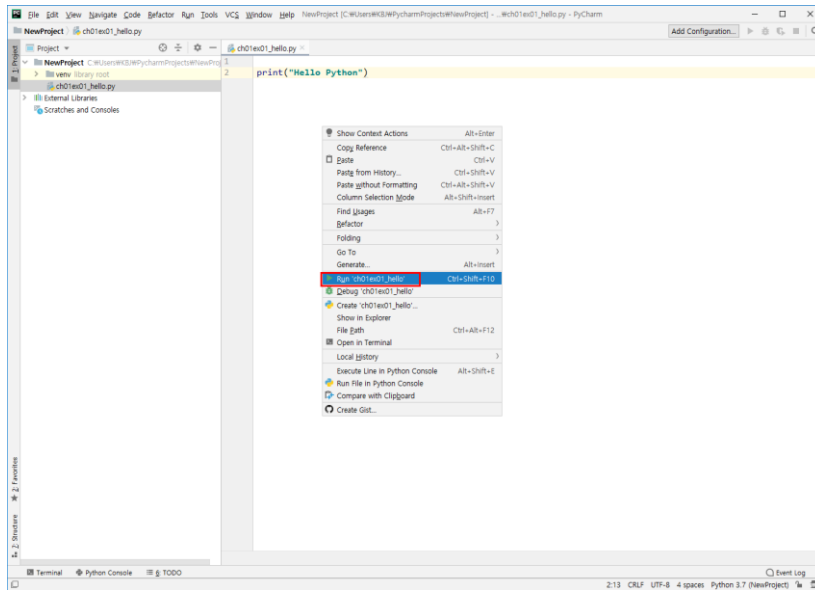 PC File Edit View Navigate Code Refactor Run Tools VCS Window Help NewProject [C:₩Users₩KBJ₩PycharmProjects₩NewProject] - ...₩ch01ex01_hello.py - PyCharm
NewProject ch01ex01_hello.py Add Configuration...
1: Project
Project
ch01ex01_hello.py
NewProject C:₩Users₩KBJ₩PycharmProjects₩NewProj
venv library root
ch01ex01_hello.py
External Libraries
Scratches and Consoles
1
2 print("Hello Python")
Show Context Actions Alt+Enter
Copy Reference Ctrl+Alt+Shift+C
Paste Ctrl+V
Paste from History... Ctrl+Shift+V
Paste without Formatting Ctrl+Alt+Shift+V
Column Selection Mode Alt+Shift+Insert
Find Usages Alt+F7
Refactor
Folding
Go To
Generate... Alt+Insert
Run 'ch01ex01_hello' Ctrl+Shift+F10
Debug 'ch01ex01_hello'
Create 'ch01ex01_hello'...
Show in Explorer
File Path Ctrl+Alt+F12
Open in Terminal
Local History
Execute Line in Python Console Alt+Shift+E
Run File in Python Console
Compare with Clipboard
Create Gist...
2: Favorites
2: Structure
Terminal Python Console 6: TODO Event Log
2:13 CRLF UTF-8 4 spaces Python 3.7 (NewProject)